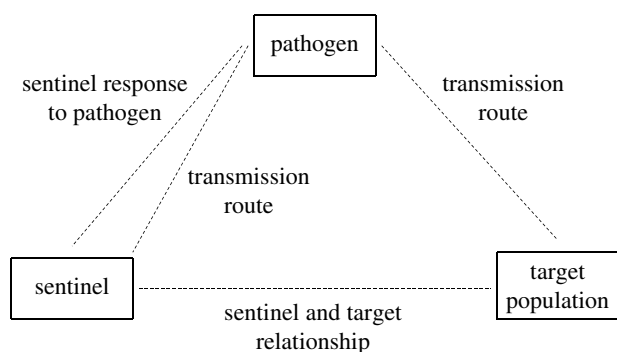 pathogen
sentinel response
to pathogen
transmission
route
transmission
route
sentinel
target
population
sentinel and target
relationship